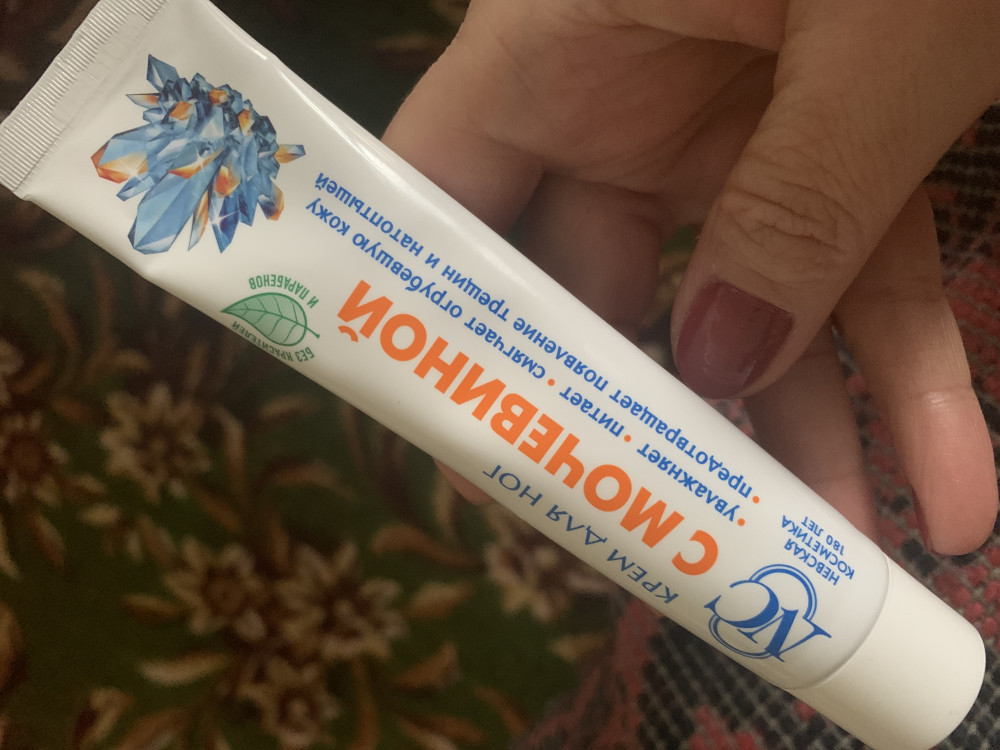 NC
НЕВСКАЯ
КОСМЕТИКА
180 ЛЕТ
КРЕМ ДЛЯ НОГ
С МОЧЕВИНОЙ
• увлажняет • питает • смягчает огрубевшую кожу
• предотвращает появление трещин и натоптышей
БЕЗ КРАСИТЕЛЕЙ
И ПАРАБЕНОВ